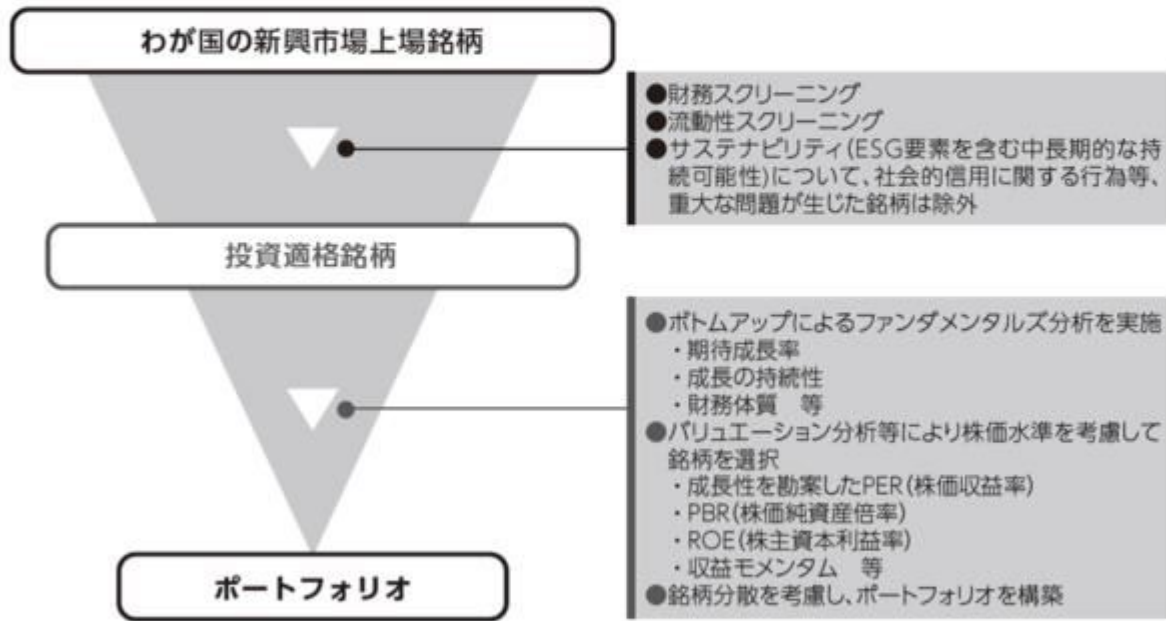 わが国の新興市場上場銘柄
●財務スクリーニング
●流動性スクリーニング
●サステナビリティ(ESG要素を含む中長期的な持
続可能性)について、社会的信用に関する行為等、
重大な問題が生じた銘柄は除外
投資適格銘柄
●ボトムアップによるファンダメンタルズ分析を実施
・期待成長率
・成長の持続性
・財務体質　等
●バリュエーション分析等により株価水準を考慮して
銘柄を選択
・成長性を勘案したPER(株価収益率)
・PBR(株価純資産倍率)
・ROE(株主資本利益率)
・収益モメンタム　等
●銘柄分散を考慮し、ポートフォリオを構築
ポートフォリオ